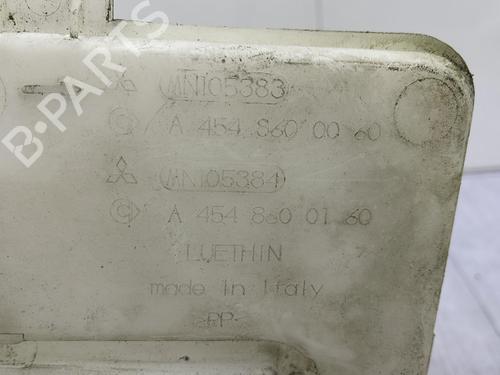 B-PARTS
MN105383
A 454 860 00 60
MN105384
A 454 860 01 60
LUETHIN
made in Italy
>PP<